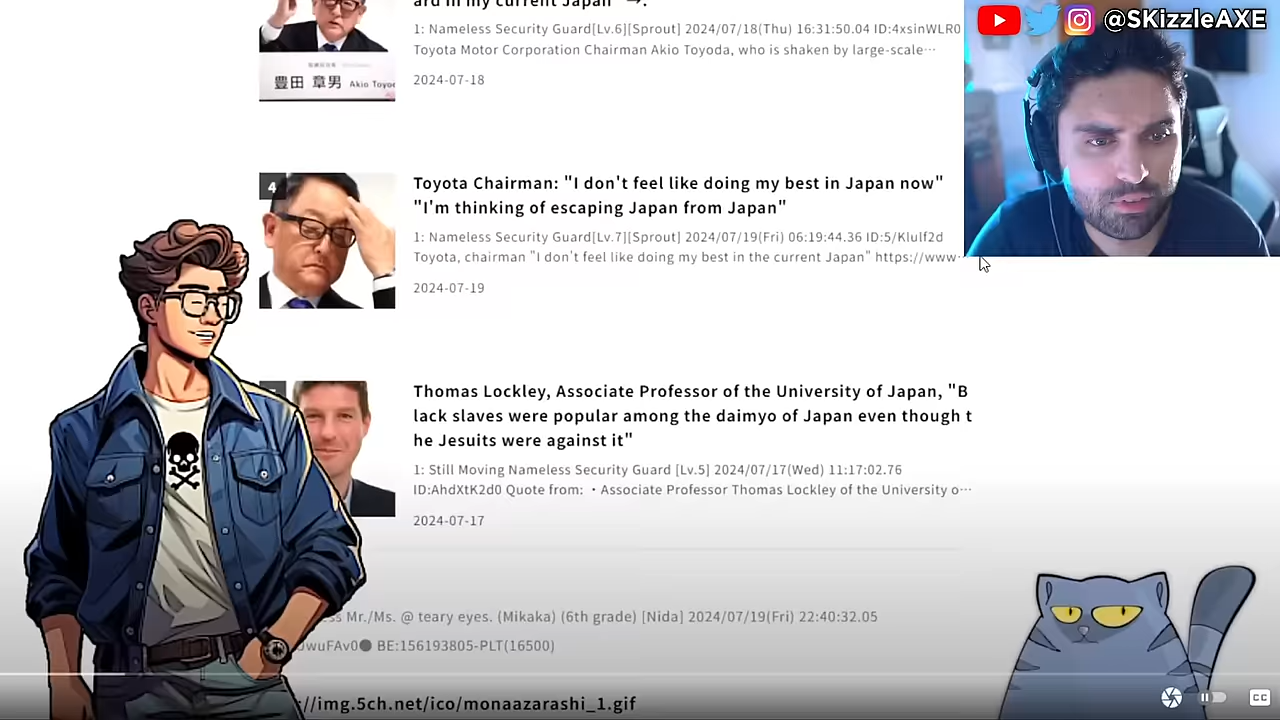 ard in my current Japan" →.
@SKizzleAXE
1: Nameless Security Guard[Lv.6][Sprout] 2024/07/18(Thu) 16:31:50.04 ID:4xsinWLR0
Toyota Motor Corporation Chairman Akio Toyoda, who is shaken by large-scale…
豊田 章男 Akio Toyo
2024-07-18
4
Toyota Chairman: "I don't feel like doing my best in Japan now"
"I'm thinking of escaping Japan from Japan"
1: Nameless Security Guard[Lv.7][Sprout] 2024/07/19(Fri) 06:19:44.36 ID:5/Klulf2d
Toyota, chairman "I don't feel like doing my best in the current Japan" https://www…
2024-07-19
Thomas Lockley, Associate Professor of the University of Japan, "B
lack slaves were popular among the daimyo of Japan even though t
he Jesuits were against it"
1: Still Moving Nameless Security Guard [Lv.5] 2024/07/17(Wed) 11:17:02.76
ID:AhdXtK2d0 Quote from: ・Associate Professor Thomas Lockley of the University o…
2024-07-17
ss Mr./Ms. @ teary eyes. (Mikaka) (6th grade) [Nida] 2024/07/19(Fri) 22:40:32.05
wuFAv0● BE:156193805-PLT(16500)
//img.5ch.net/ico/monaazarashi_1.gif
CC